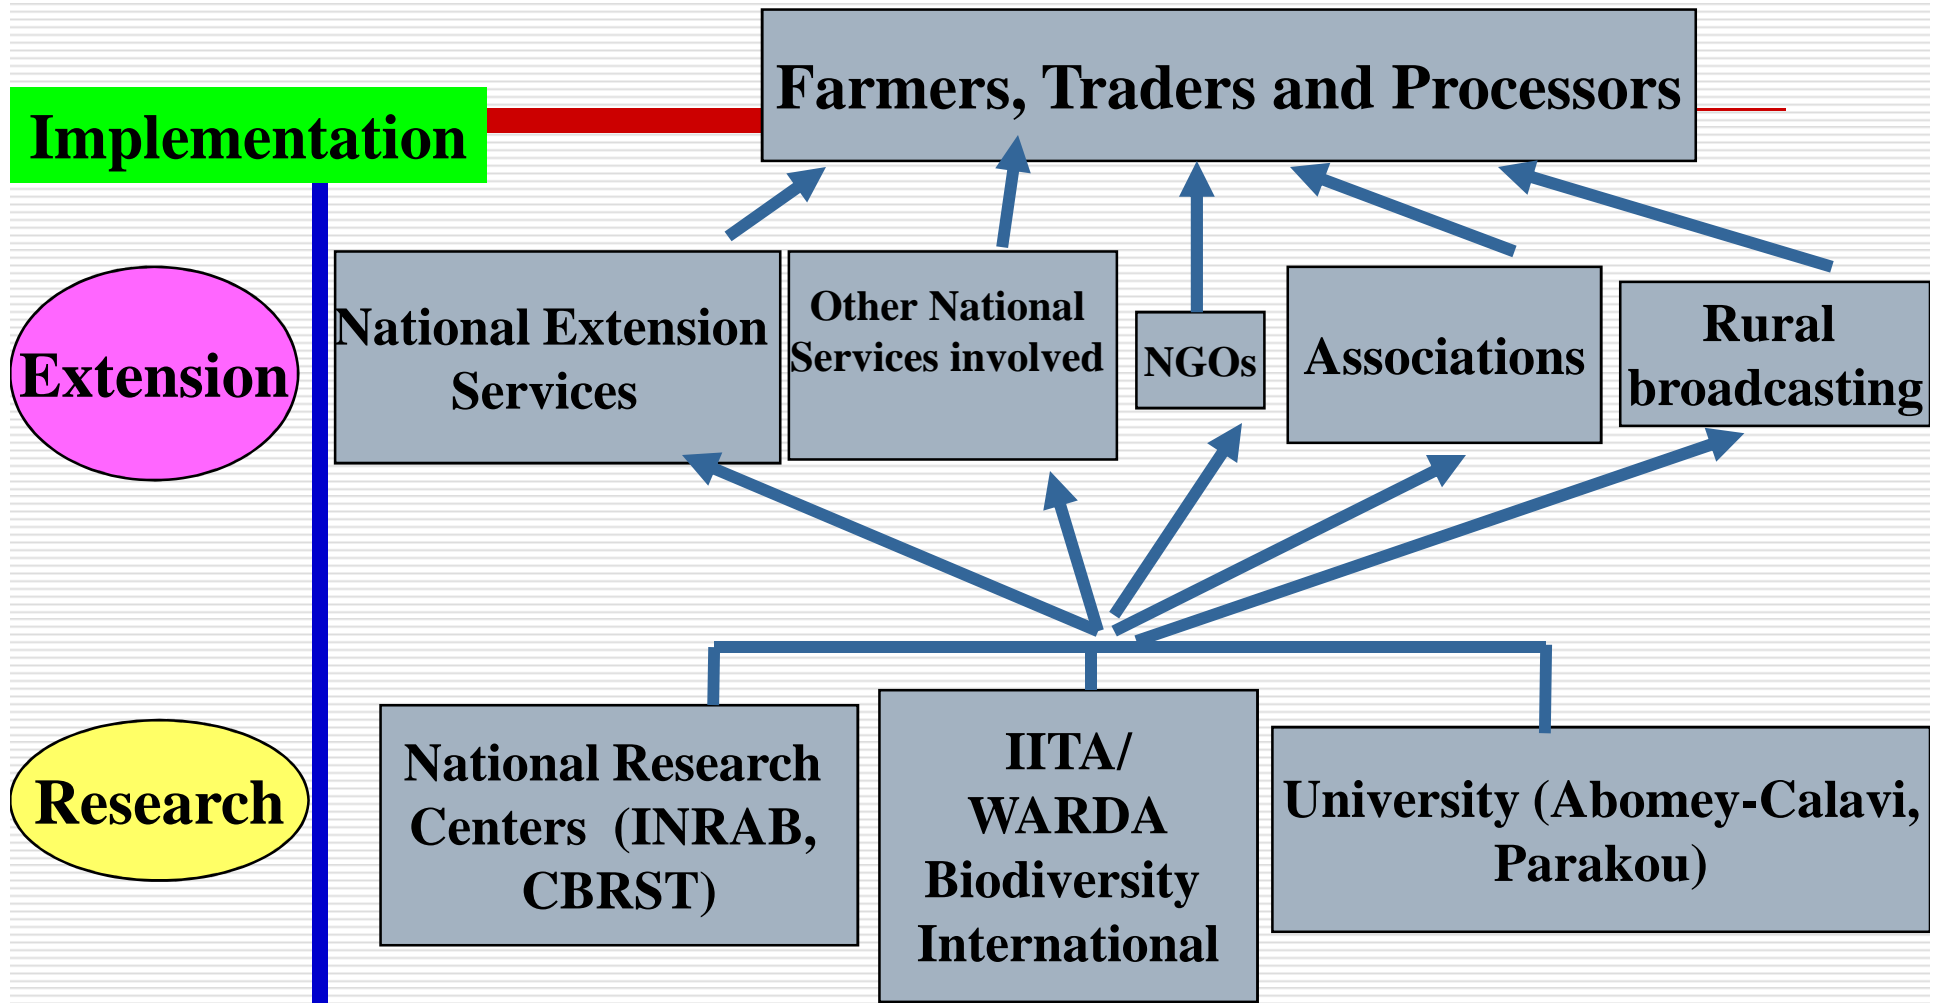 Farmers, Traders and Processors
Implementation
Extension
National Extension
Services
Other National
Services involved
NGOs
Associations
Rural
broadcasting
Research
National Research
Centers (INRAB,
CBRST)
IITA/
WARDA
Biodiversity
International
University (Abomey-Calavi,
Parakou)